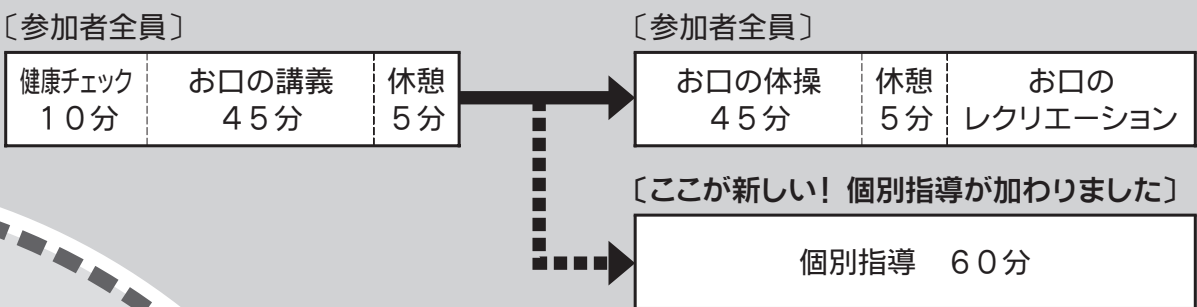 〔参加者全員〕
健康チェック
10分
お口の講義
45分
休憩
5分
〔参加者全員〕
お口の体操
45分
休憩
5分
お口の
レクリエーション
〔ここが新しい！ 個別指導が加わりました〕
個別指導　60分